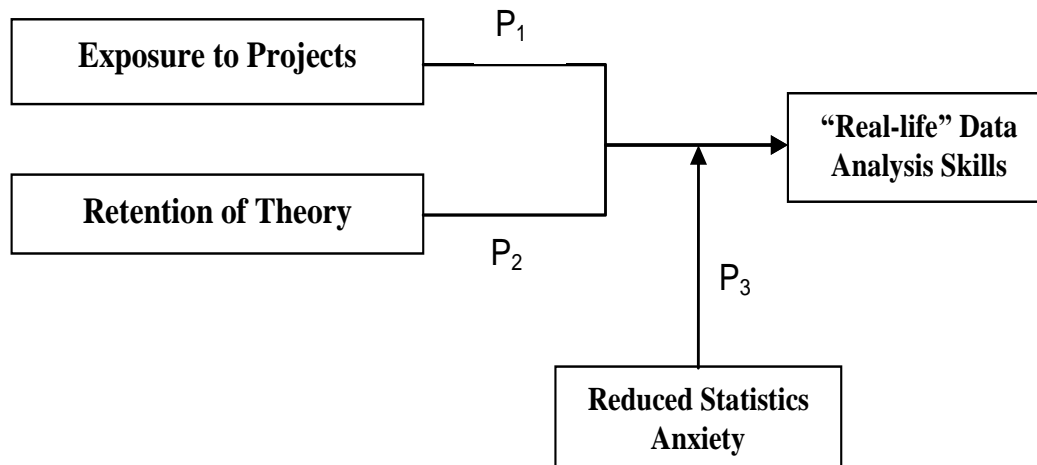 P₁
Exposure to Projects
“Real-life” Data
Analysis Skills
Retention of Theory
P₂
P₃
Reduced Statistics
Anxiety